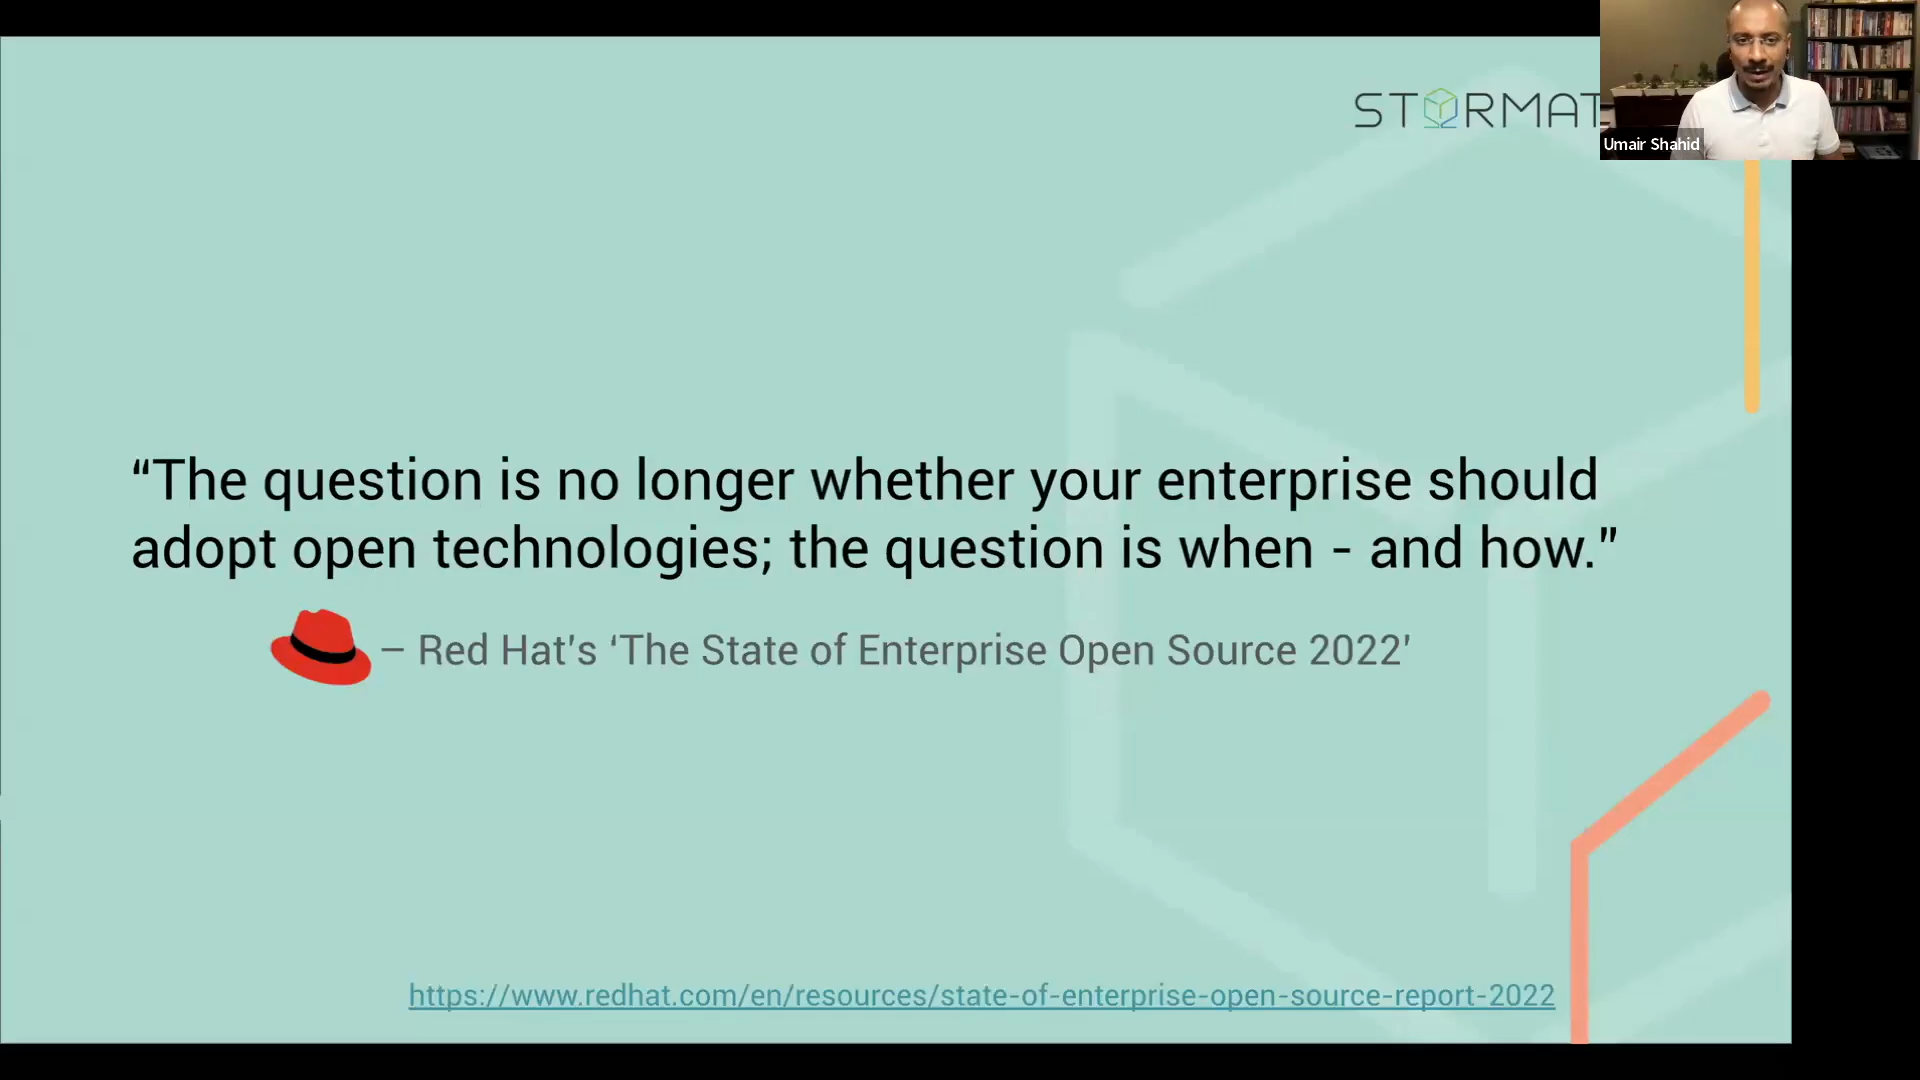 STORMAT
Umair Shahid
“The question is no longer whether your enterprise should
adopt open technologies; the question is when - and how.”
– Red Hat’s ‘The State of Enterprise Open Source 2022’
https://www.redhat.com/en/resources/state-of-enterprise-open-source-report-2022